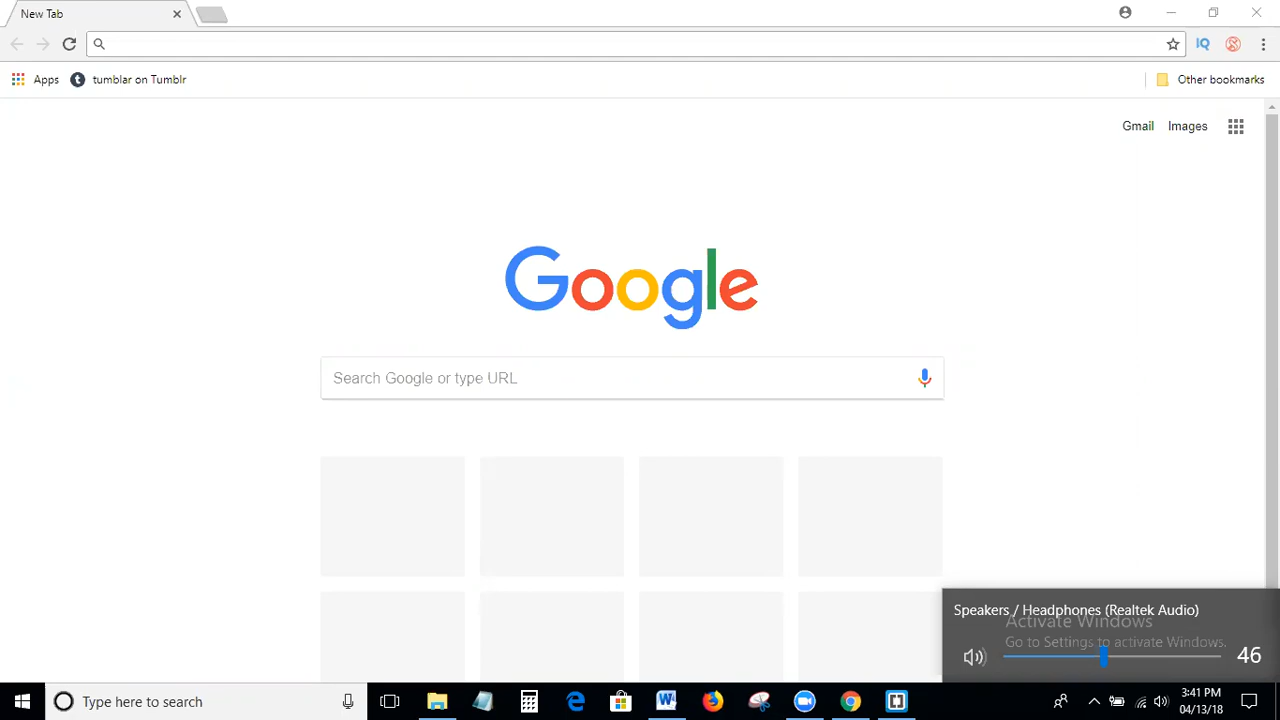 New Tab
Apps
tumblar on Tumblr
Other bookmarks
IQ
Gmail
Images
Google
Search Google or type URL
Speakers / Headphones (Realtek Audio)
Activate Windows
Go to Settings to activate Windows.
46
Type here to search
3:41 PM
04/13/18